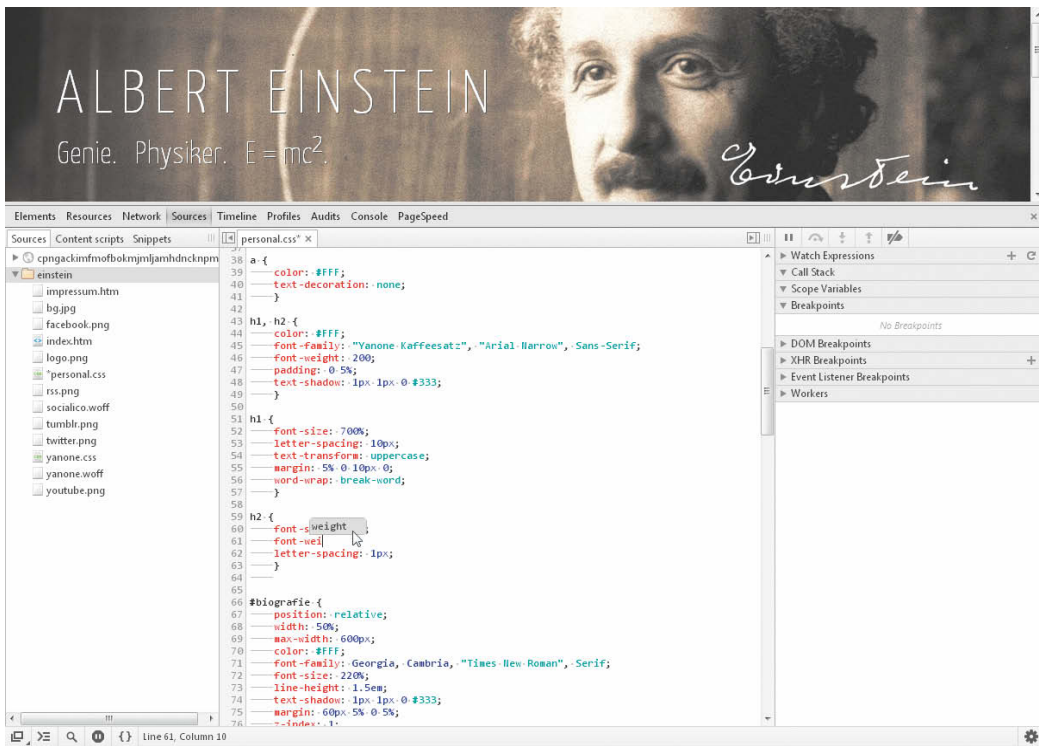 ALBERT EINSTEIN
Genie. Physiker. E = mc².
Einstein
Elements Resources Network Sources Timeline Profiles Audits Console PageSpeed ×
Sources Content scripts Snippets
cpngackimfmofbokmjmljamhdncknpm
einstein
impressum.htm
bg.jpg
facebook.png
index.htm
logo.png
*personal.css
rss.png
socialico.woff
tumblr.png
twitter.png
yanone.css
yanone.woff
youtube.png
personal.css* ×
37
38 a {
39 color: #FFF;
40 text-decoration: none;
41 }
42
43 h1, h2 {
44 color: #FFF;
45 font-family: "Yanone Kaffeesatz", "Arial Narrow", Sans-Serif;
46 font-weight: 200;
47 padding: 0 5%;
48 text-shadow: 1px 1px 0 #333;
49 }
50
51 h1 {
52 font-size: 700%;
53 letter-spacing: 10px;
54 text-transform: uppercase;
55 margin: 5% 0 10px 0;
56 word-wrap: break-word;
57 }
58
59 h2 {
60 font-s ;
weight
61 font-wei
62 letter-spacing: 1px;
63 }
64
65
66 #biografie {
67 position: relative;
68 width: 50%;
69 max-width: 600px;
70 color: #FFF;
71 font-family: Georgia, Cambria, "Times New Roman", Serif;
72 font-size: 220%;
73 line-height: 1.5em;
74 text-shadow: 1px 1px 0 #333;
75 margin: 60px 5% 0 5%;
76 z-index: 1;
Watch Expressions
Call Stack
Scope Variables
Breakpoints
No Breakpoints
DOM Breakpoints
XHR Breakpoints
Event Listener Breakpoints
Workers
{} Line 61, Column 10